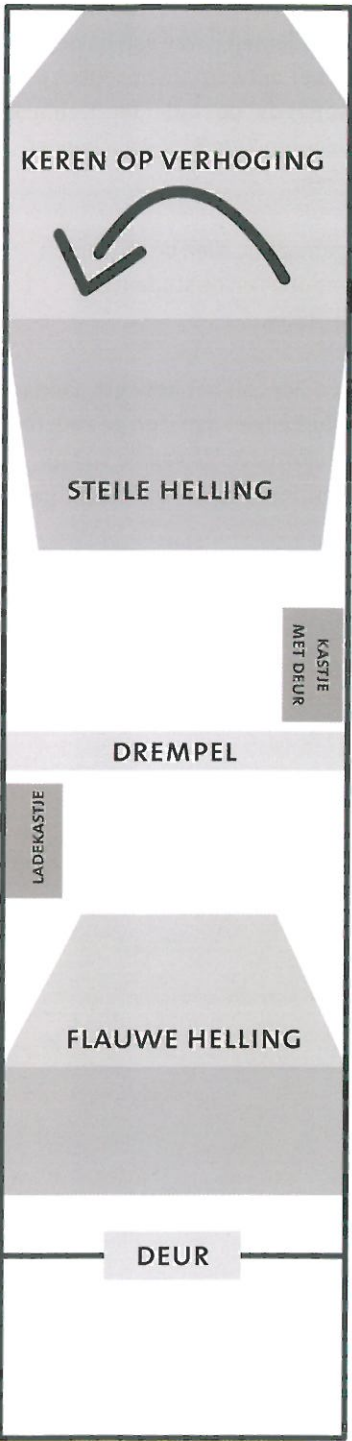 KEREN OP VERHOGING
STEILE HELLING
KASTJE
MET DEUR
DREMPEL
LADEKASTJE
FLAUWE HELLING
DEUR